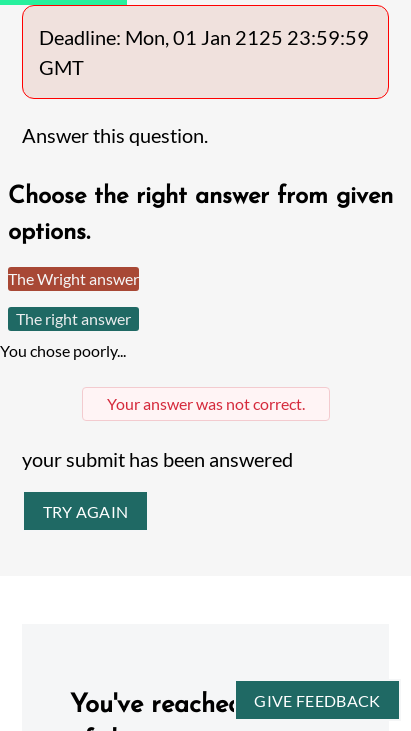 Deadline: Mon, 01 Jan 2125 23:59:59
GMT
Answer this question.
Choose the right answer from given
options.
The Wright answer
The right answer
You chose poorly...
Your answer was not correct.
your submit has been answered
TRY AGAIN
You've reached
GIVE FEEDBACK